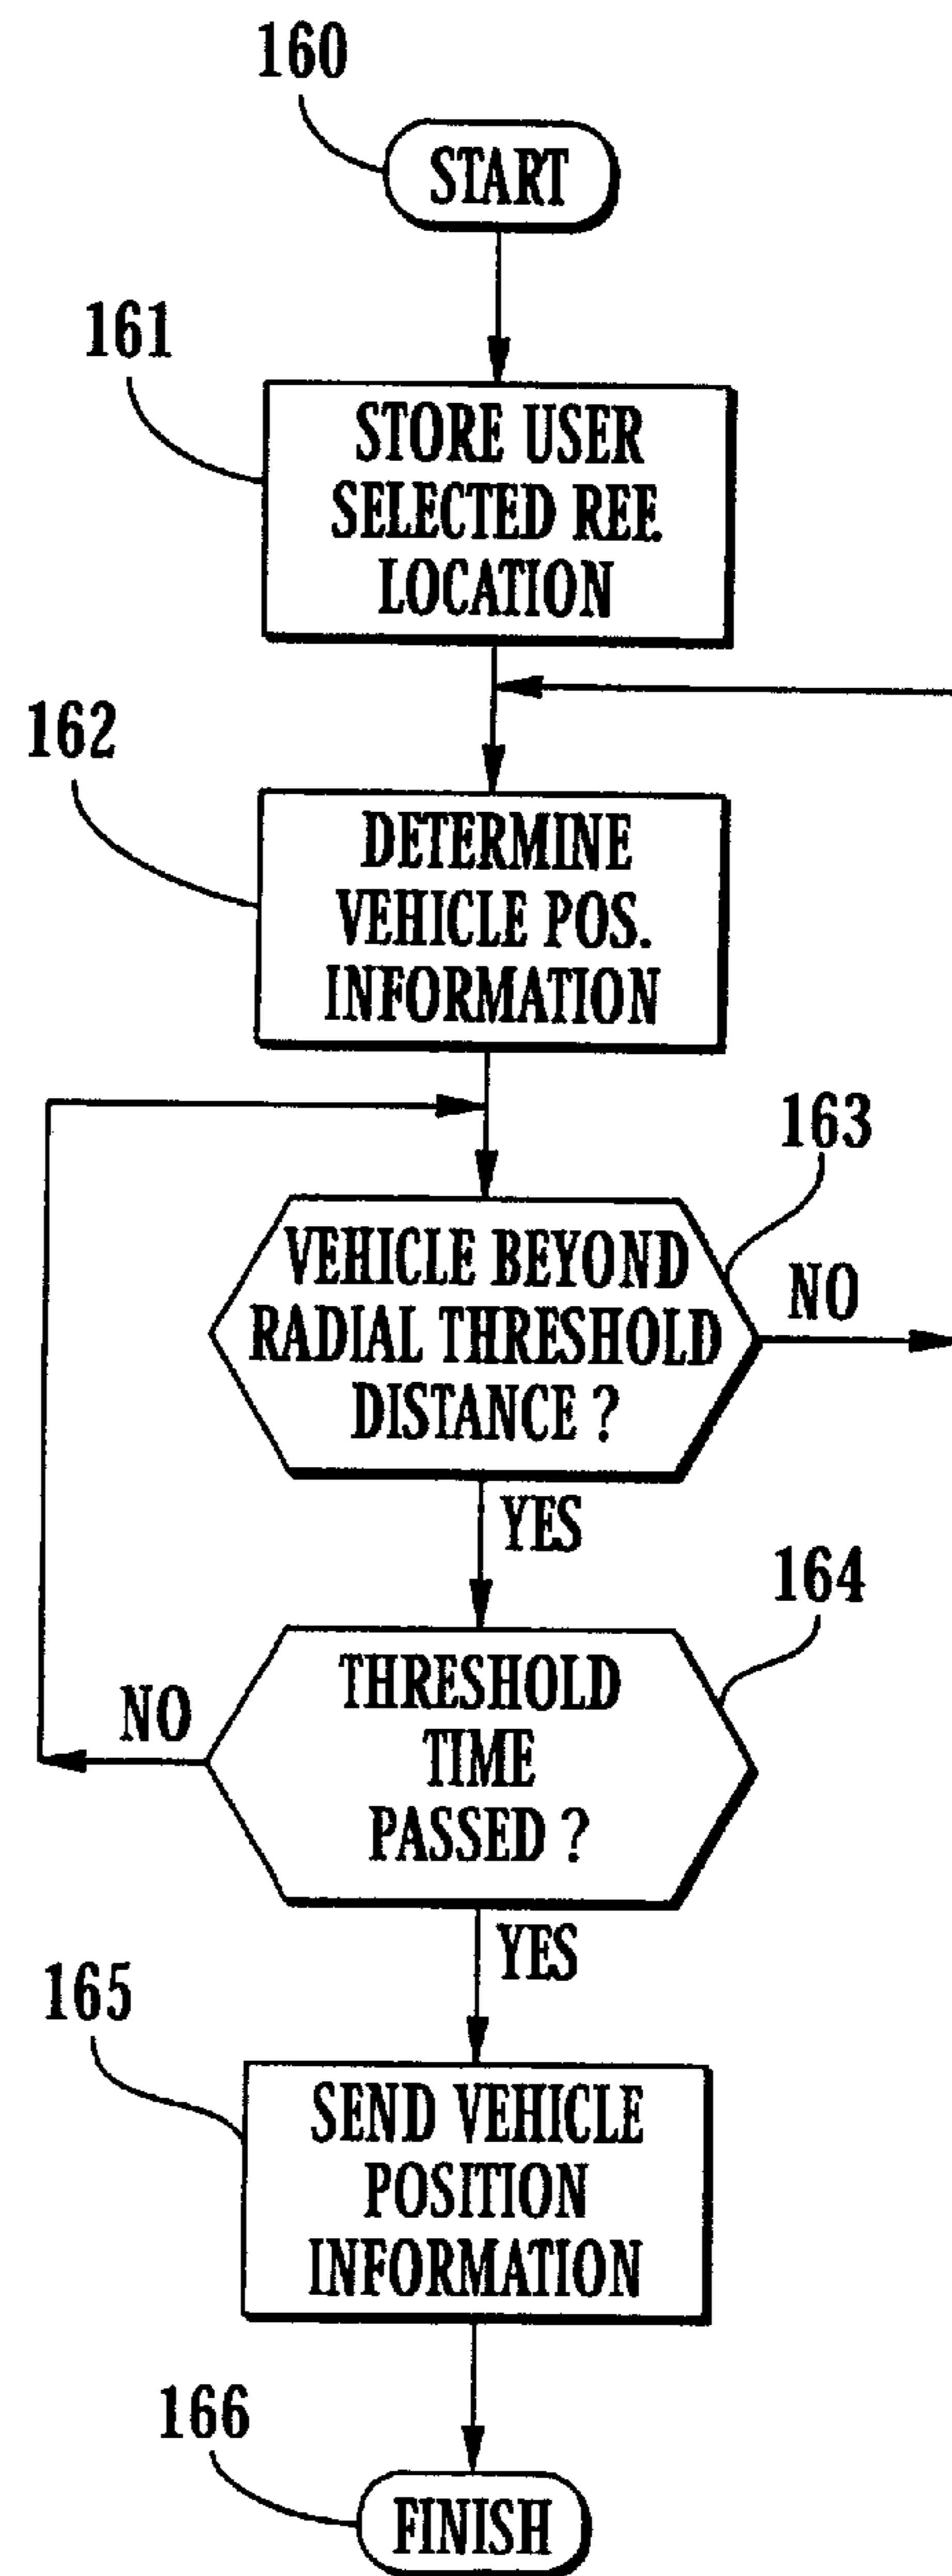 160
START
161
STORE USER
SELECTED REF.
LOCATION
162
DETERMINE
VEHICLE POS.
INFORMATION
163
VEHICLE BEYOND
RADIAL THRESHOLD
DISTANCE ?
NO
YES
164
THRESHOLD
TIME
PASSED ?
NO
YES
165
SEND VEHICLE
POSITION
INFORMATION
166
FINISH